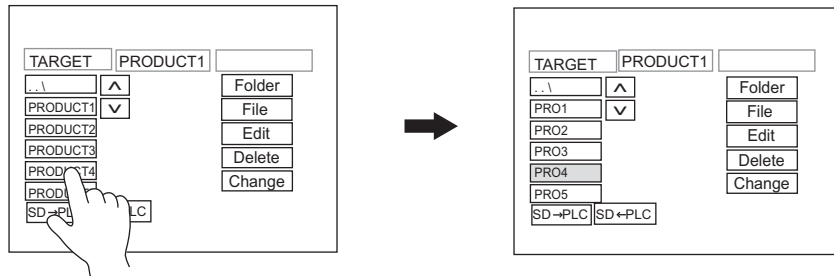 TARGET PRODUCT1
..\ ∧ Folder
PRODUCT1 ∨ File
PRODUCT2 Edit
PRODUCT3 Delete
PRODUCT4 Change
SD→PLC
TARGET PRODUCT1
..\ ∧ Folder
PRO1 ∨ File
PRO2 Edit
PRO3 Delete
PRO4 Change
PRO5
SD→PLC SD←PLC